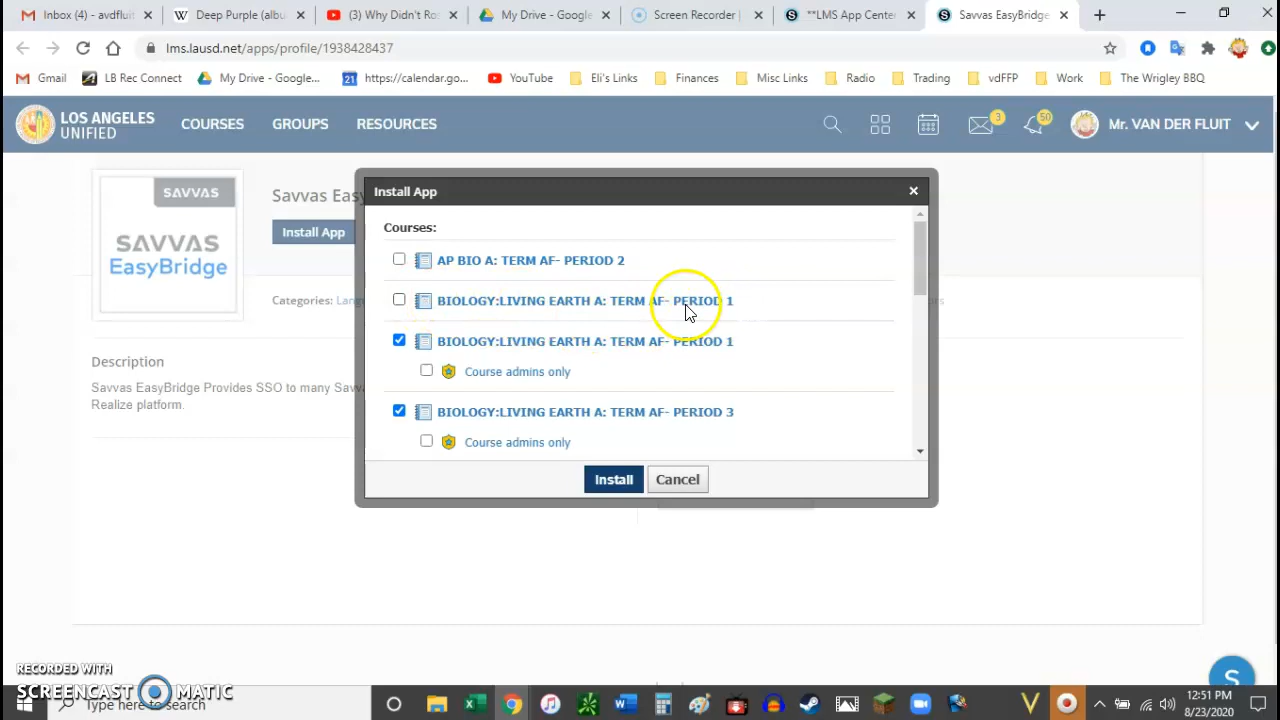 Inbox (4) - avdfluit
Deep Purple (albu
(3) Why Didn't Ro
My Drive - Google
Screen Recorder
**LMS App Center
Savvas EasyBridge
lms.lausd.net/apps/profile/1938428437
Gmail
LB Rec Connect
My Drive - Google...
https://calendar.go...
YouTube
Eli's Links
Finances
Misc Links
Radio
Trading
vdFFP
Work
The Wrigley BBQ
LOS ANGELES
UNIFIED
COURSES
GROUPS
RESOURCES
3
50
Mr. VAN DER FLUIT
SAVVAS
SAVVAS
EasyBridge
Savvas Eas
Install App
Categories: Lang
Description
Savvas EasyBridge Provides SSO to many Savv
Realize platform.
Install App
Courses:
AP BIO A: TERM AF- PERIOD 2
BIOLOGY:LIVING EARTH A: TERM AF- PERIOD 1
BIOLOGY:LIVING EARTH A: TERM AF- PERIOD 1
Course admins only
BIOLOGY:LIVING EARTH A: TERM AF- PERIOD 3
Course admins only
Install
Cancel
S
RECORDED WITH
SCREENCAST MATIC
Type here to search
12:51 PM
8/23/2020